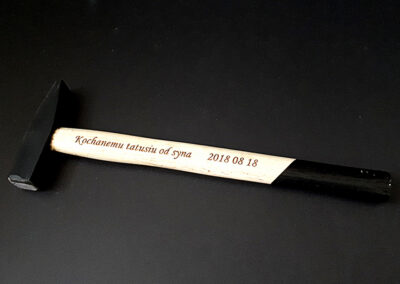 Kochanemu tatusiu od syna 2018 08 18